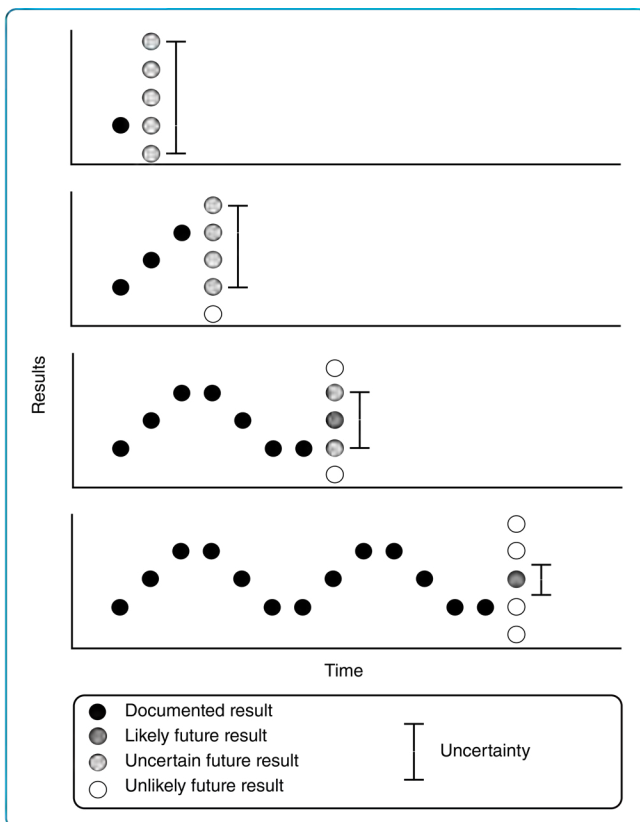 Results
Time
Documented result
Likely future result
Uncertain future result
Unlikely future result
Uncertainty